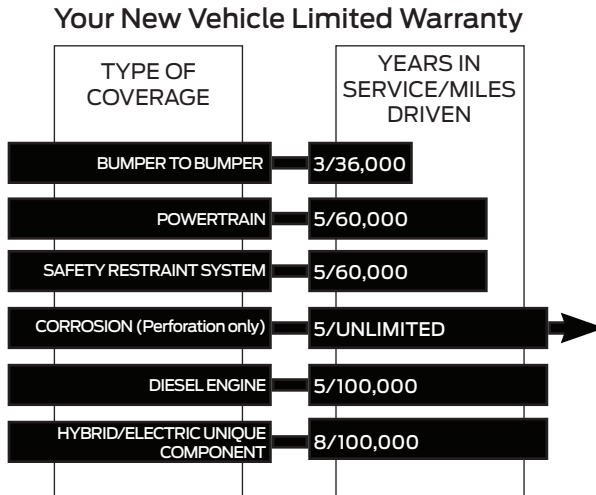 Your New Vehicle Limited Warranty
TYPE OF
COVERAGE
YEARS IN
SERVICE/MILES
DRIVEN
BUMPER TO BUMPER
3/36,000
POWERTRAIN
5/60,000
SAFETY RESTRAINT SYSTEM
5/60,000
CORROSION (Perforation only)
5/UNLIMITED
DIESEL ENGINE
5/100,000
HYBRID/ELECTRIC UNIQUE
COMPONENT
8/100,000